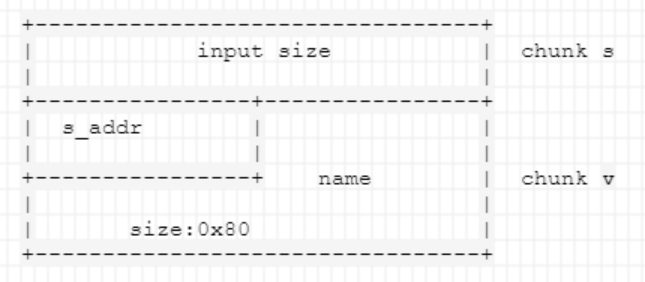 input size
chunk s
s_addr
name
chunk v
size:0x80